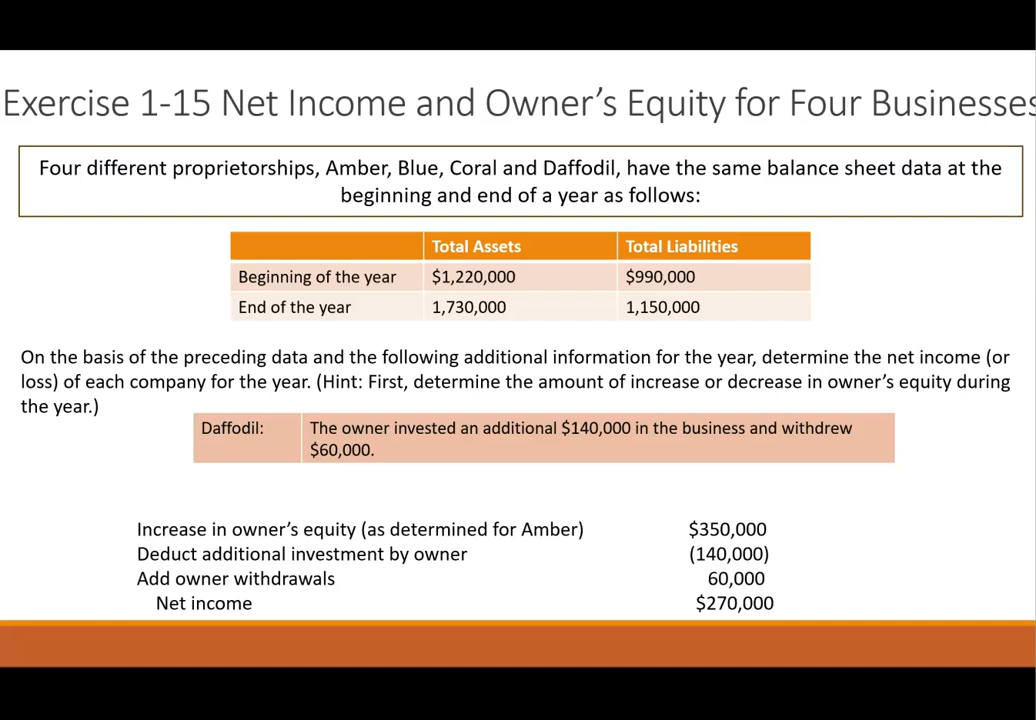 Exercise 1-15 Net Income and Owner's Equity for Four Businesses
Four different proprietorships, Amber, Blue, Coral and Daffodil, have the same balance sheet data at the
beginning and end of a year as follows:
Total Assets Total Liabilities
Beginning of the year $1,220,000 $990,000
End of the year 1,730,000 1,150,000
On the basis of the preceding data and the following additional information for the year, determine the net income (or
loss) of each company for the year. (Hint: First, determine the amount of increase or decrease in owner's equity during
the year.)
Daffodil: The owner invested an additional $140,000 in the business and withdrew
$60,000.
Increase in owner's equity (as determined for Amber) $350,000
Deduct additional investment by owner (140,000)
Add owner withdrawals 60,000
Net income $270,000